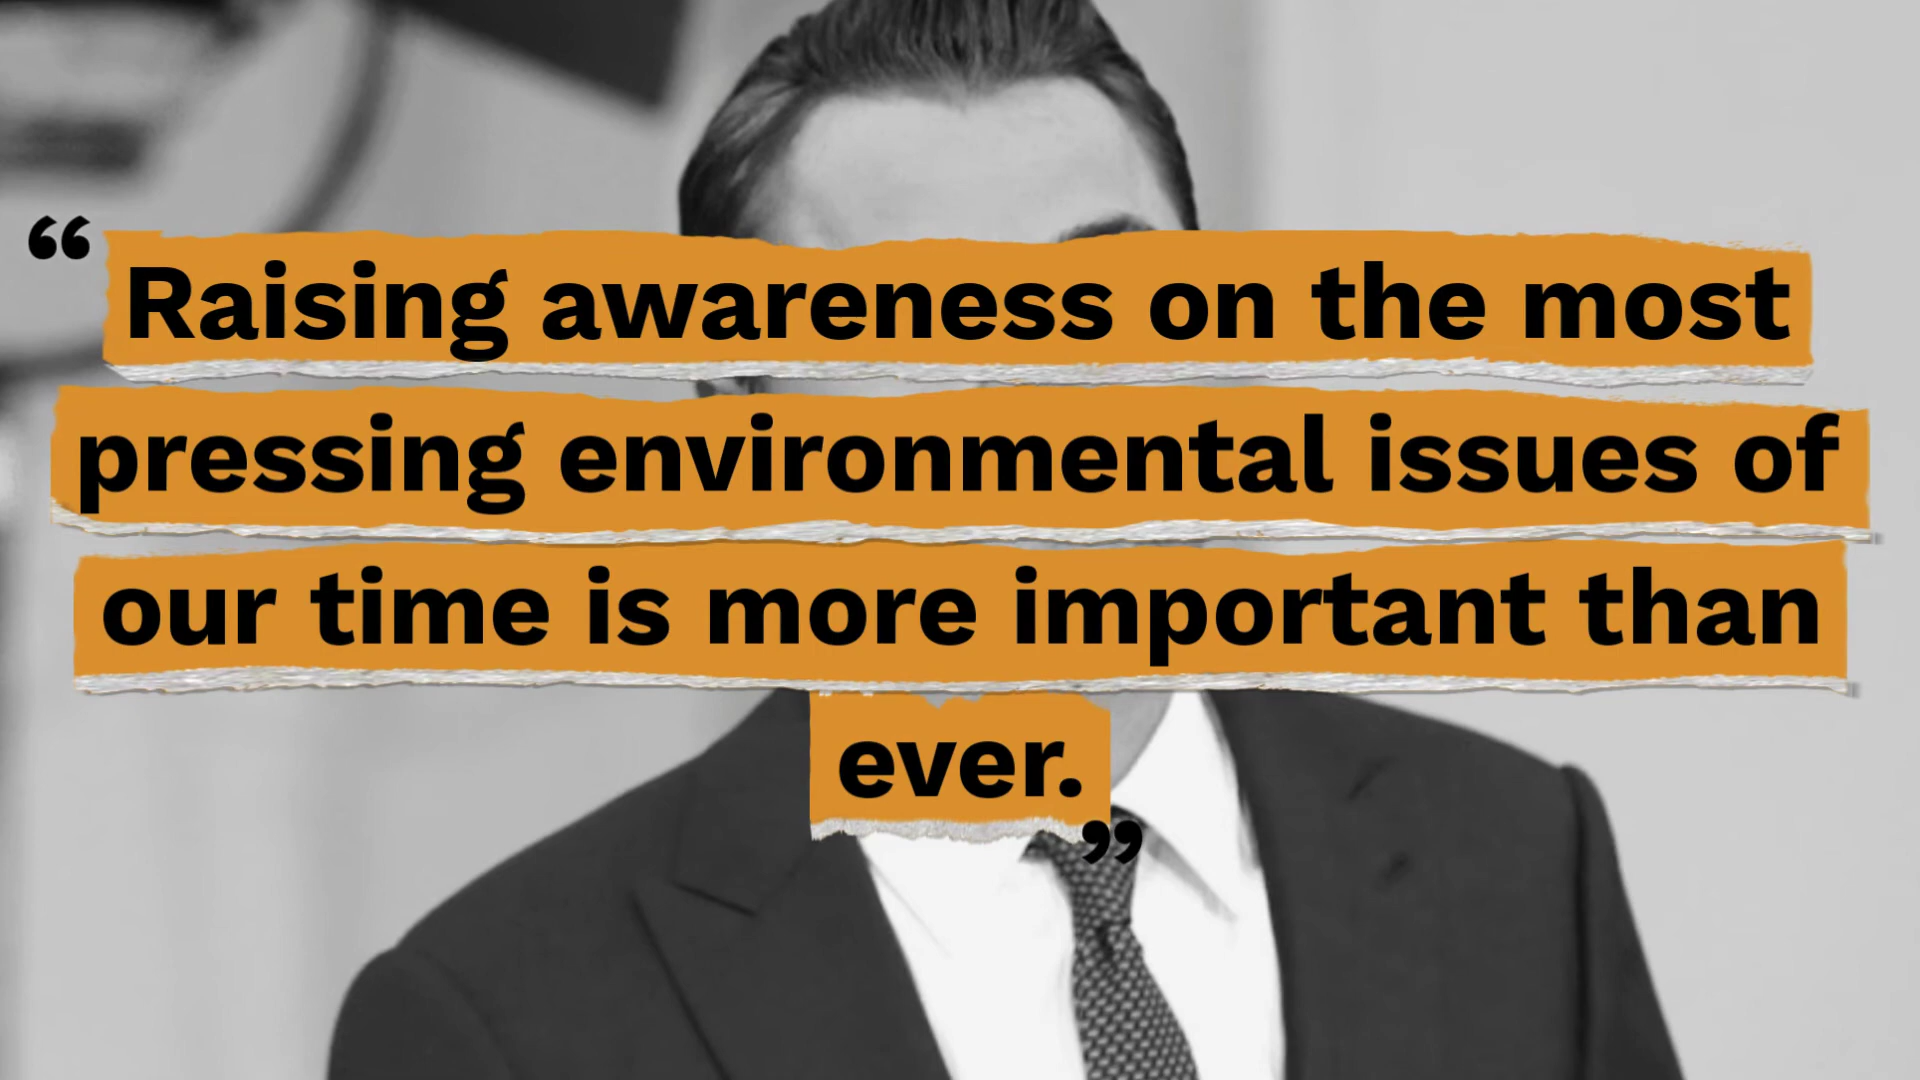 “Raising awareness on the most
pressing environmental issues of
our time is more important than
ever.”